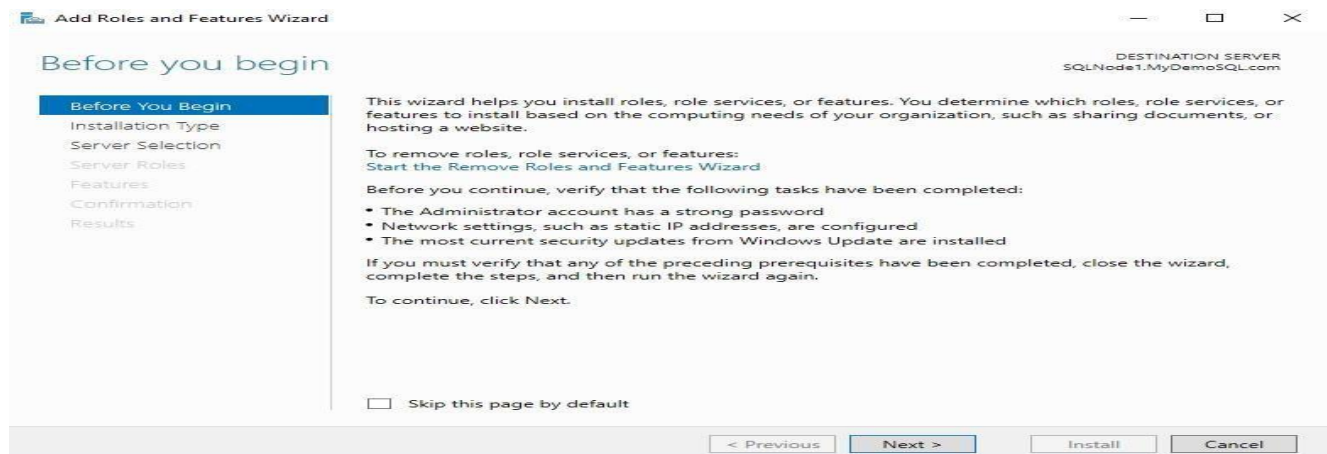 Add Roles and Features Wizard
Before you begin
DESTINATION SERVER
SQLNode1.MyDemoSQL.com
Before You Begin
Installation Type
Server Selection
Server Roles
Features
Confirmation
Results
This wizard helps you install roles, role services, or features. You determine which roles, role services, or
features to install based on the computing needs of your organization, such as sharing documents, or
hosting a website.
To remove roles, role services, or features:
Start the Remove Roles and Features Wizard
Before you continue, verify that the following tasks have been completed:
• The Administrator account has a strong password
• Network settings, such as static IP addresses, are configured
• The most current security updates from Windows Update are installed
If you must verify that any of the preceding prerequisites have been completed, close the wizard,
complete the steps, and then run the wizard again.
To continue, click Next.
Skip this page by default
< Previous
Next >
Install
Cancel